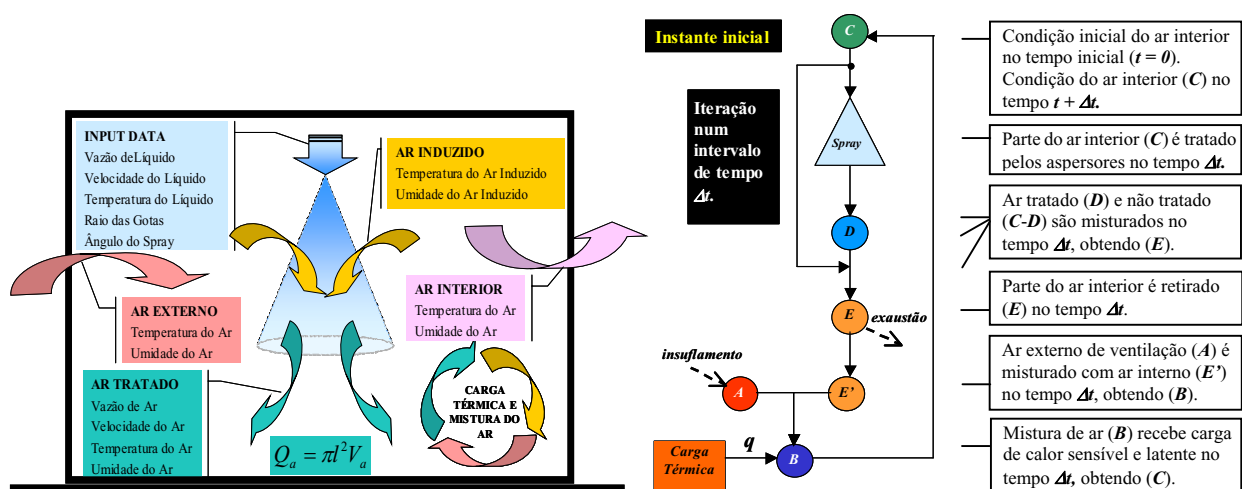 INPUT DATA
Vazão deLíquido
Velocidade do Líquido
Temperatura do Líquido
Raio das Gotas
Ângulo do Spray
AR INDUZIDO
Temperatura do Ar Induzido
Umidade do Ar Induzido
AR EXTERNO
Temperatura do Ar
Umidade do Ar
AR INTERIOR
Temperatura do Ar
Umidade do Ar
AR TRATADO
Vazão de Ar
Velocidade do Ar
Temperatura do Ar
Umidade do Ar
Qₐ = πl²Vₐ
CARGA
TÉRMICA E
MISTURA DO
AR
Instante inicial
Iteração
num
intervalo
de tempo
Δt.
C
Spray
D
E
exaustão
insuflamento
A
E'
Carga
Térmica
q
B
Condição inicial do ar interior
no tempo inicial (t = 0).
Condição do ar interior (C) no
tempo t + Δt.
Parte do ar interior (C) é tratado
pelos aspersores no tempo Δt.
Ar tratado (D) e não tratado
(C-D) são misturados no
tempo Δt, obtendo (E).
Parte do ar interior é retirado
(E) no tempo Δt.
Ar externo de ventilação (A) é
misturado com ar interno (E’)
no tempo Δt, obtendo (B).
Mistura de ar (B) recebe carga
de calor sensível e latente no
tempo Δt, obtendo (C).